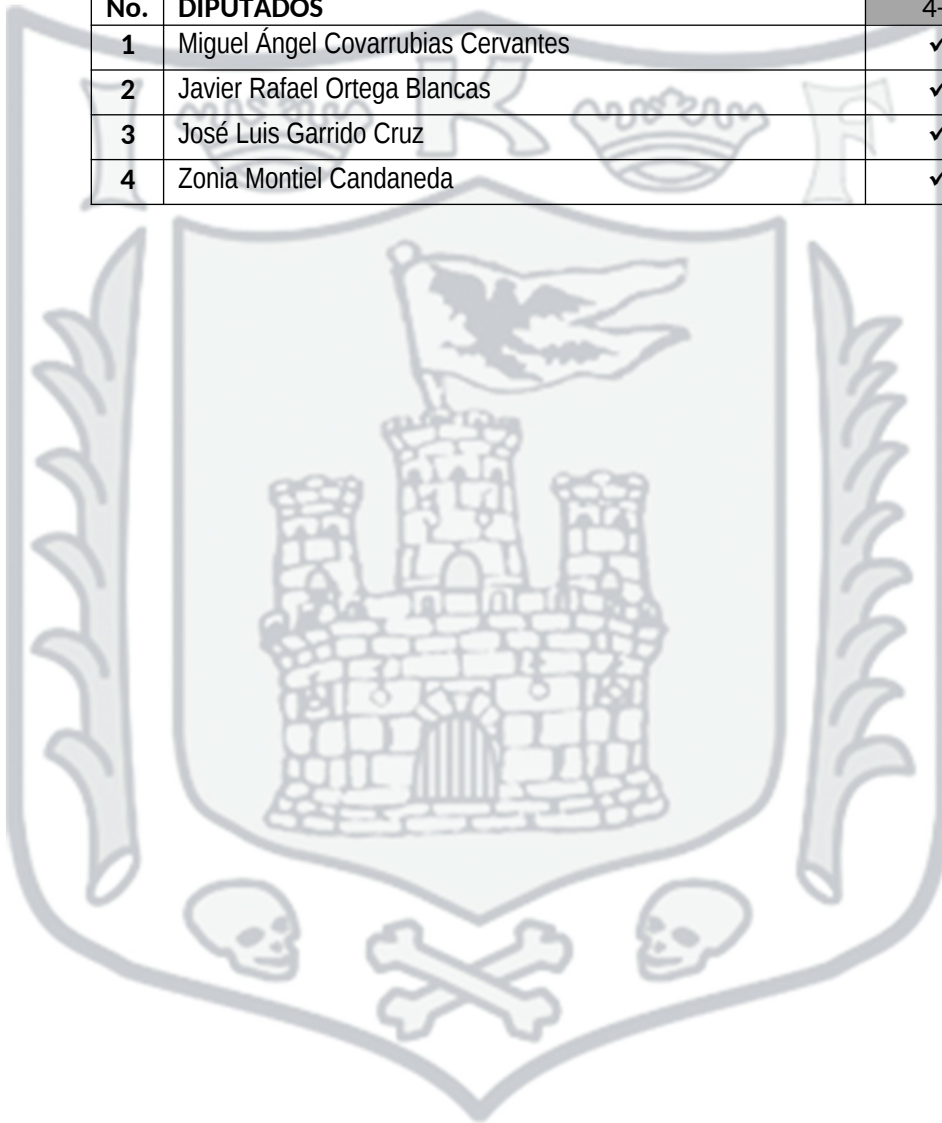 No. DIPUTADOS 4-
1 Miguel Ángel Covarrubias Cervantes ✓
2 Javier Rafael Ortega Blancas ✓
3 José Luis Garrido Cruz ✓
4 Zonia Montiel Candaneda ✓
I K F